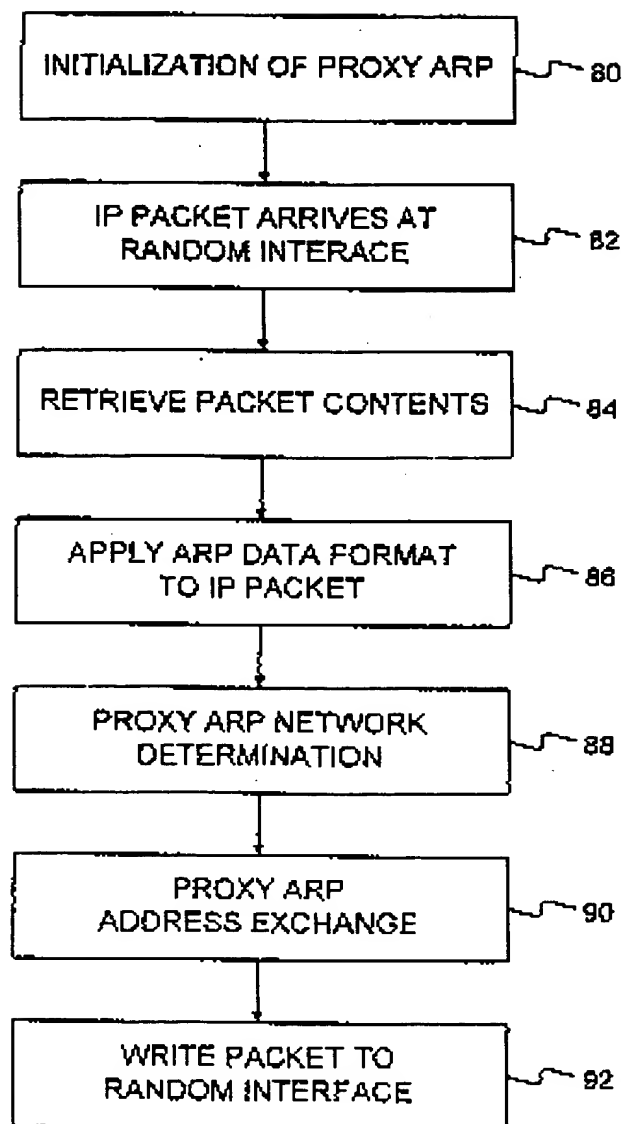 INITIALIZATION OF PROXY ARP
80
IP PACKET ARRIVES AT
RANDOM INTERACE
82
RETRIEVE PACKET CONTENTS
84
APPLY ARP DATA FORMAT
TO IP PACKET
86
PROXY ARP NETWORK
DETERMINATION
88
PROXY ARP
ADDRESS EXCHANGE
90
WRITE PACKET TO
RANDOM INTERFACE
92